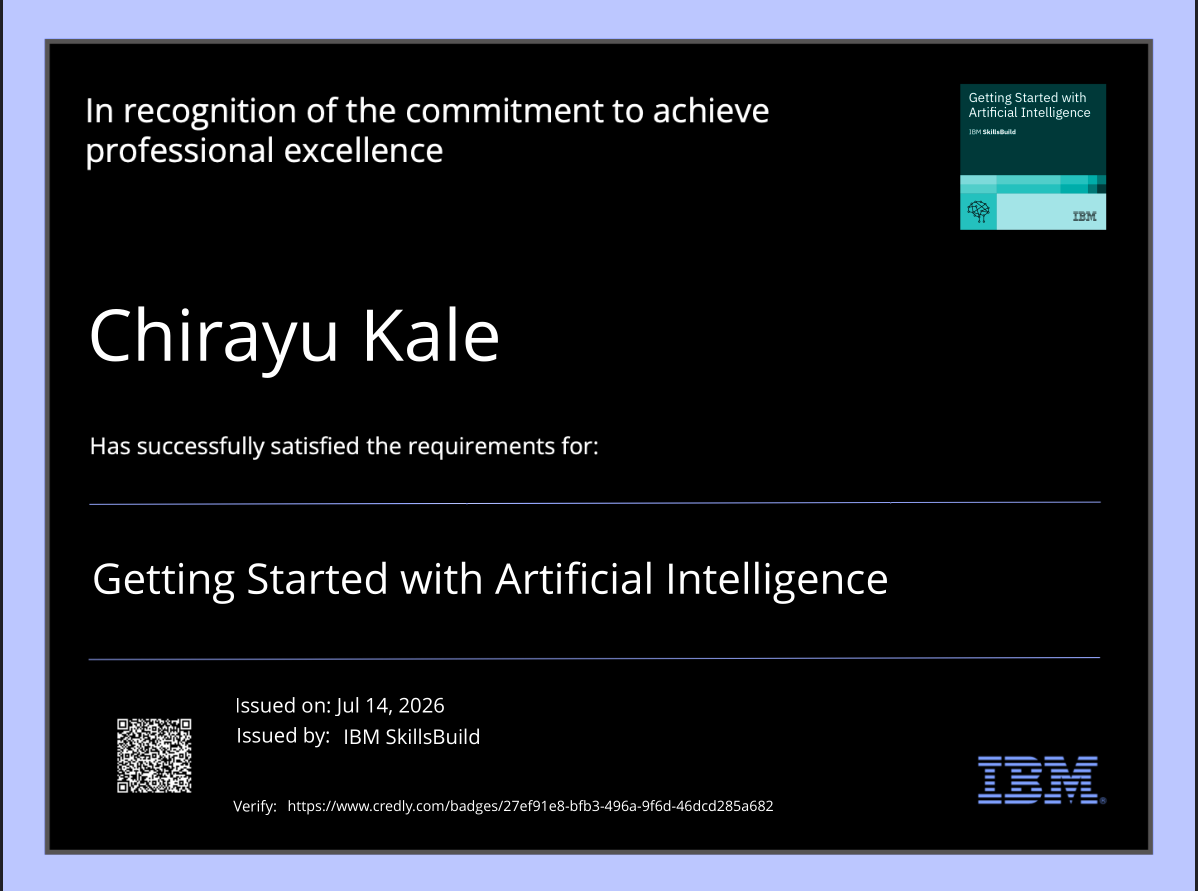 In recognition of the commitment to achieve
professional excellence
Getting Started with
Artificial Intelligence
IBM SkillsBuild
IBM
Chirayu Kale
Has successfully satisfied the requirements for:
Getting Started with Artificial Intelligence
Issued on: Jul 14, 2026
Issued by: IBM SkillsBuild
IBM®
Verify: https://www.credly.com/badges/27ef91e8-bfb3-496a-9f6d-46dcd285a682